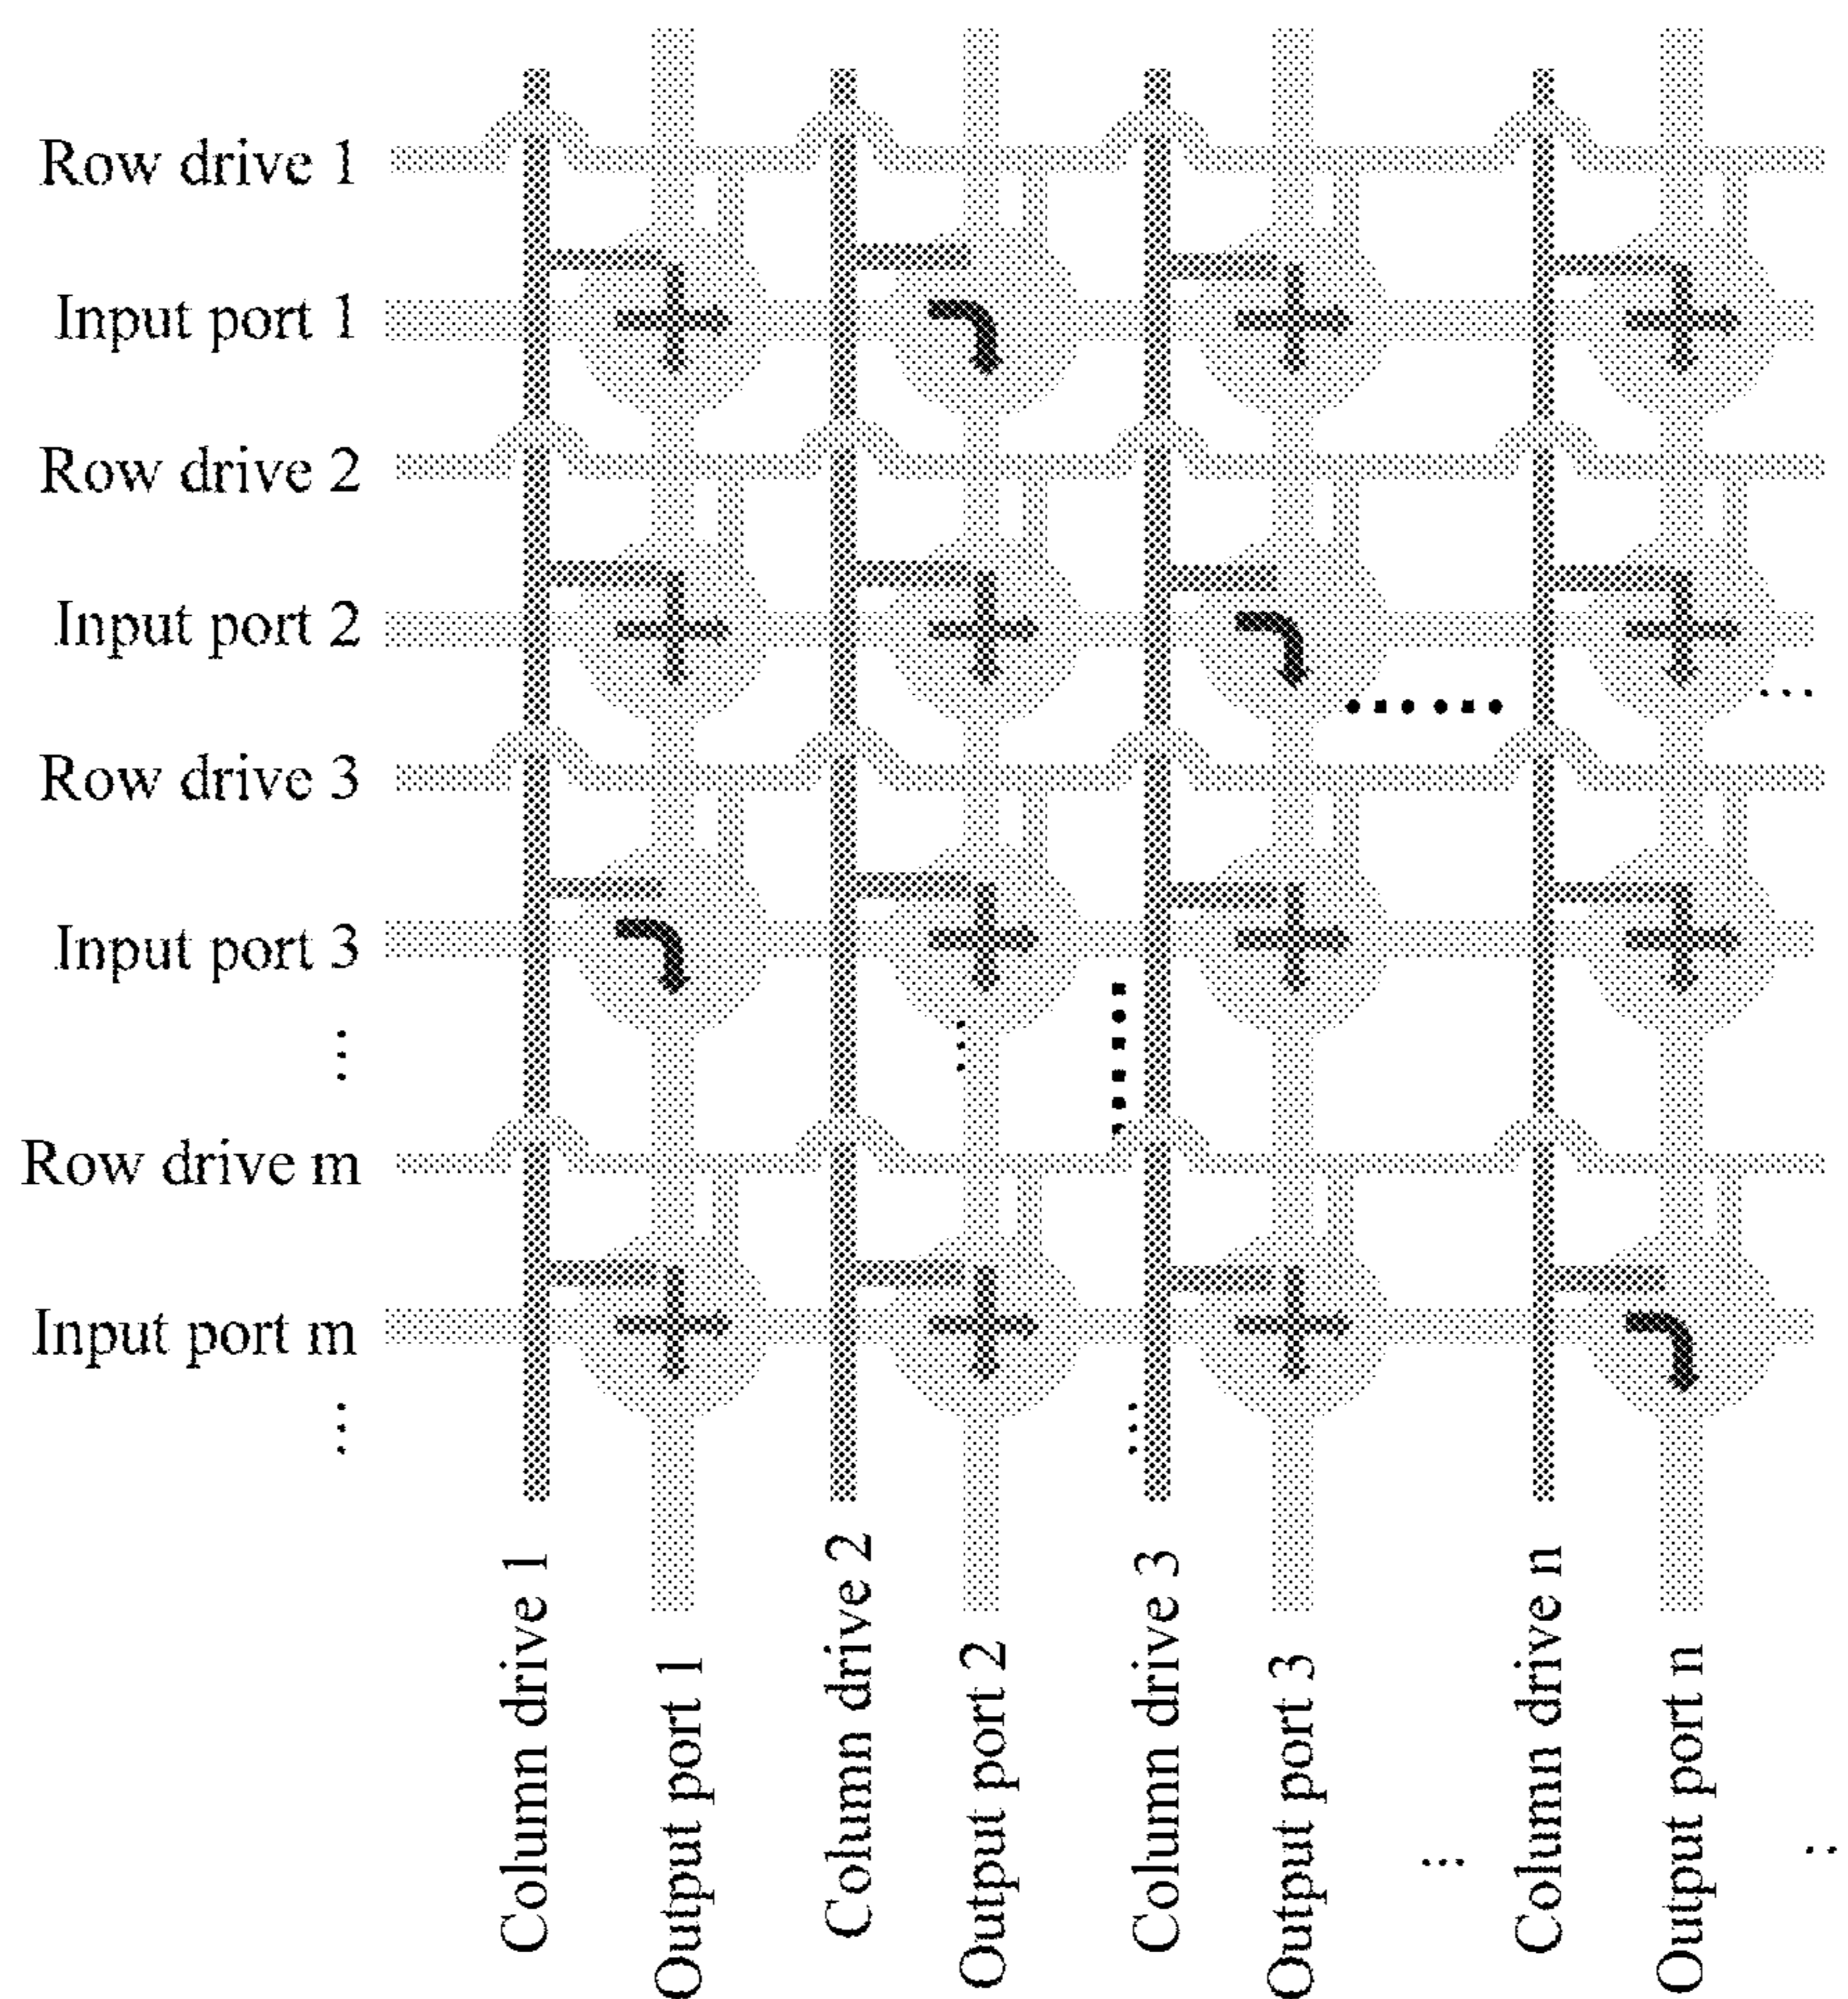 Row drive 1
Input port 1
Row drive 2
Input port 2
Row drive 3
Input port 3
⋮
Row drive m
Input port m
⋮
Column drive 1
Output port 1
Column drive 2
Output port 2
Column drive 3
Output port 3
...
Column drive n
Output port n
...